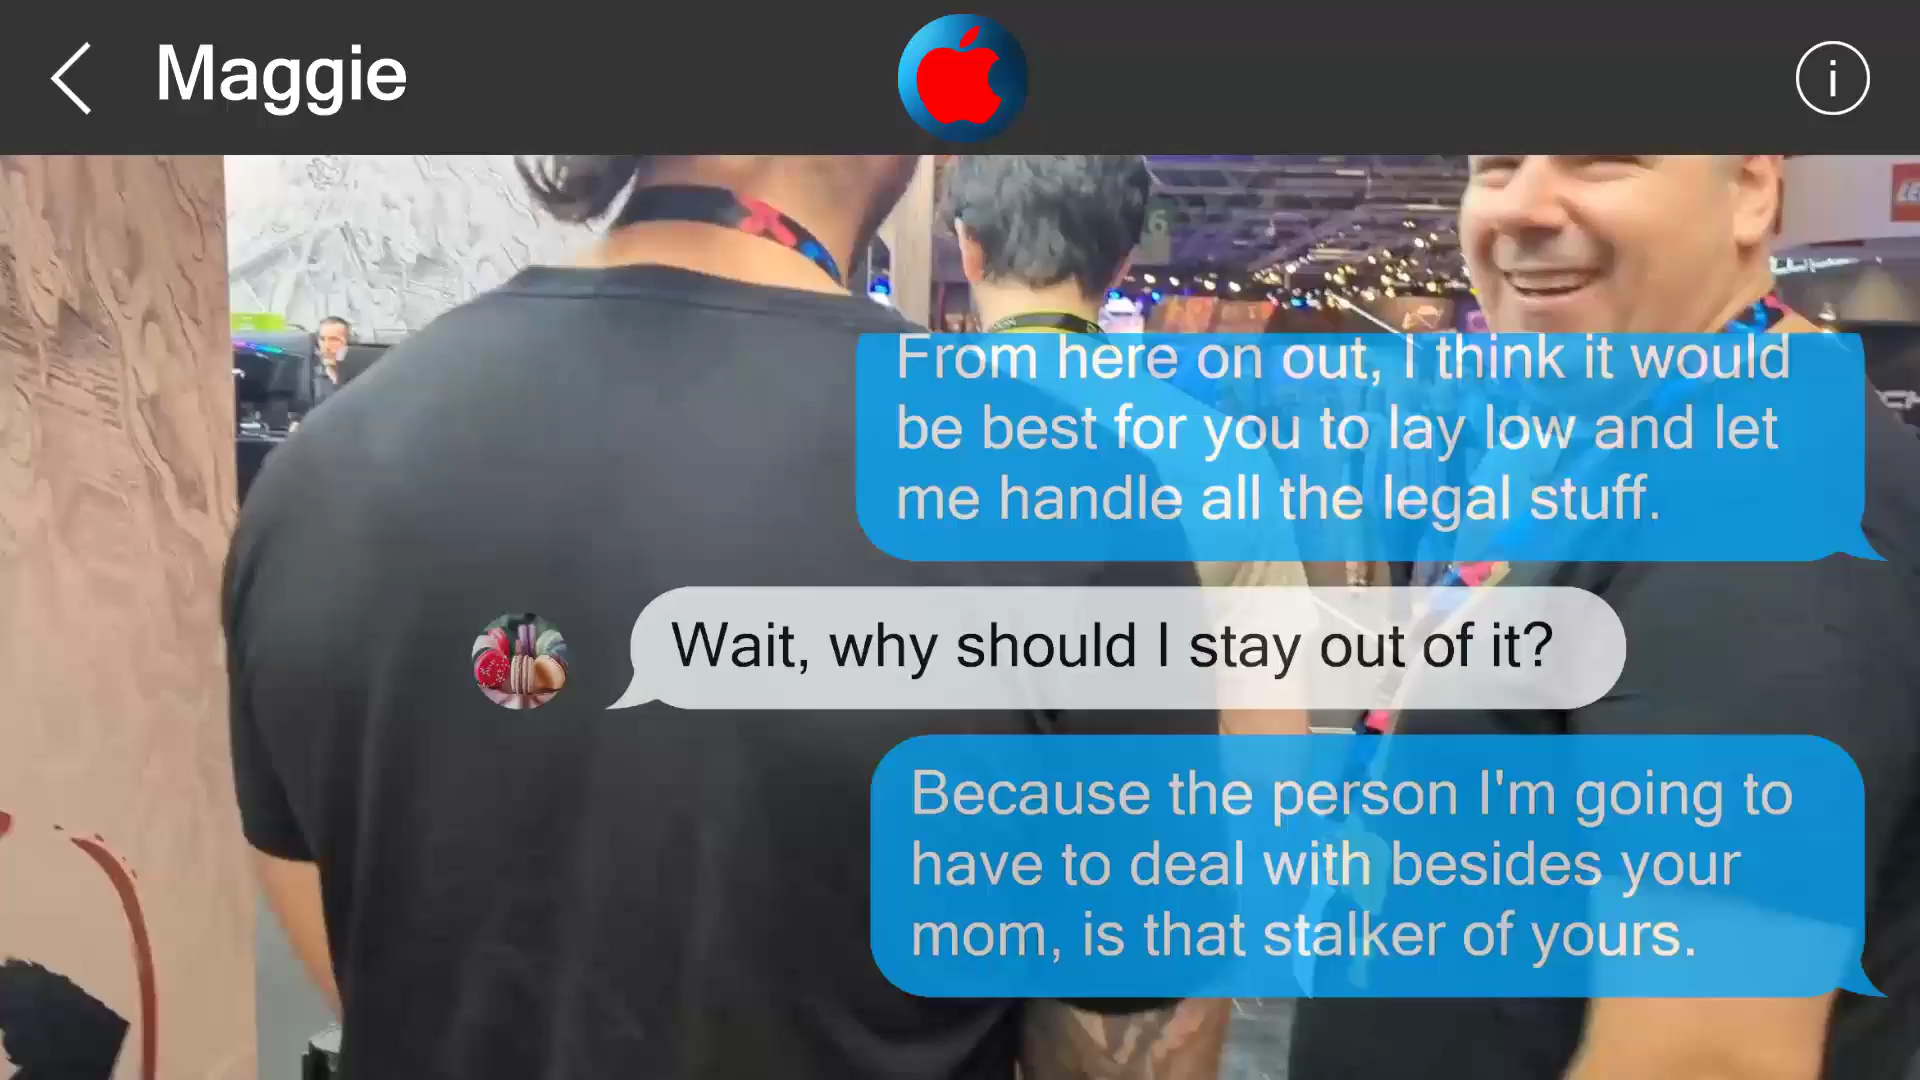 Maggie
i
6
LE
From here on out, I think it would
be best for you to lay low and let
me handle all the legal stuff.
Wait, why should I stay out of it?
Because the person I'm going to
have to deal with besides your
mom, is that stalker of yours.